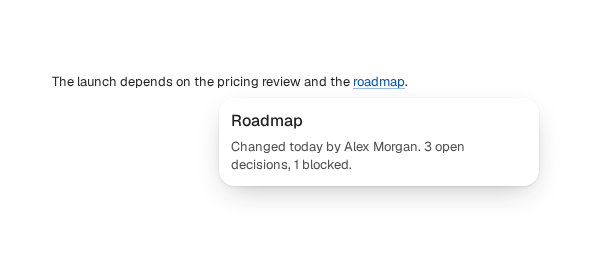 The launch depends on the pricing review and the roadmap.
Roadmap
Changed today by Alex Morgan. 3 open
decisions, 1 blocked.